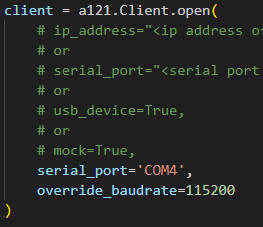 client = a121.Client.open(
# ip_address="<ip address o
# or
# serial_port="<serial port
# or
# usb_device=True,
# or
# mock=True,
serial_port='COM4',
override_baudrate=115200
)